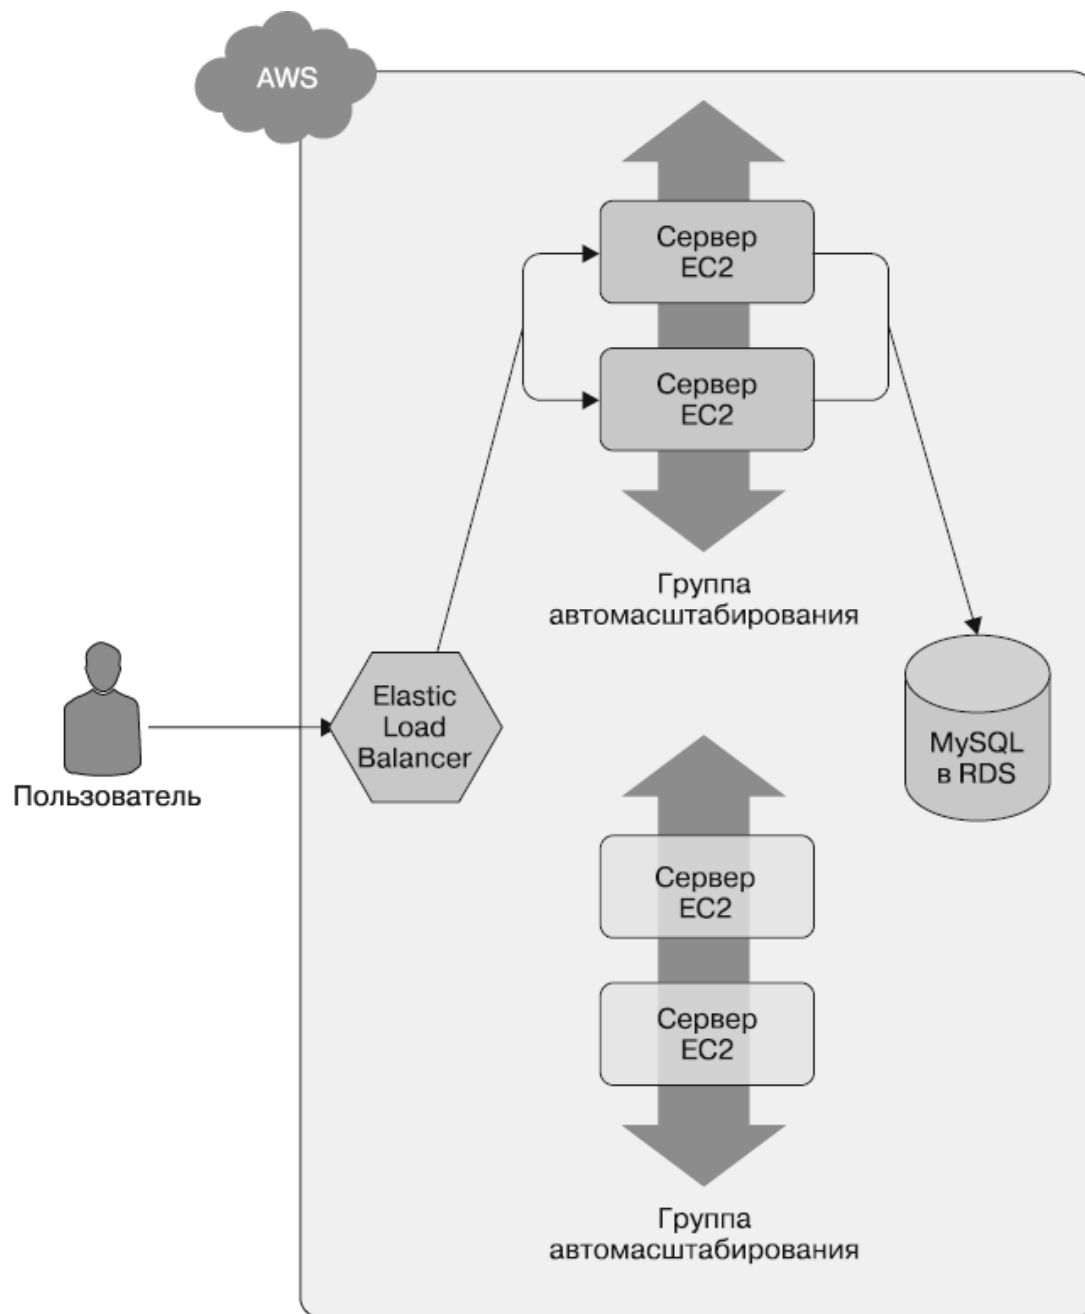 AWS
Сервер
EC2
Сервер
EC2
Группа
автомасштабирования
Пользователь
Elastic
Load
Balancer
MySQL
в RDS
Сервер
EC2
Сервер
EC2
Группа
автомасштабирования